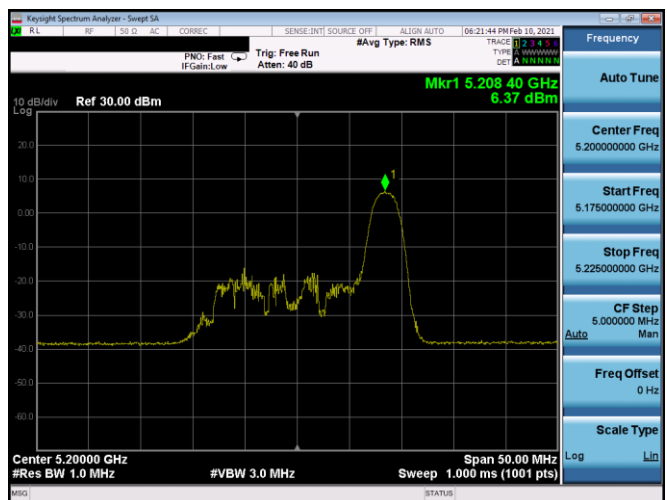 Keysight Spectrum Analyzer - Swept SA
RL RF 50 Ω AC CORREC SENSE:INT SOURCE OFF ALIGN AUTO 06:21:44 PM Feb 10, 2021
#Avg Type: RMS
TRACE 1 2 3 4 5 6
PNO: Fast
Trig: Free Run
TYPE A WWWWW
IFGain:Low
Atten: 40 dB
DET A N N N N N
Mkr1 5.208 40 GHz
6.37 dBm
10 dB/div Ref 30.00 dBm
Log
20.0
10.0
0.00
-10.0
-20.0
-30.0
-40.0
-50.0
-60.0
1
Center 5.20000 GHz
Span 50.00 MHz
#Res BW 1.0 MHz
#VBW 3.0 MHz
Sweep 1.000 ms (1001 pts)
MSG
STATUS
Frequency
Auto Tune
Center Freq
5.200000000 GHz
Start Freq
5.175000000 GHz
Stop Freq
5.225000000 GHz
CF Step
5.000000 MHz
Auto Man
Freq Offset
0 Hz
Scale Type
Log Lin